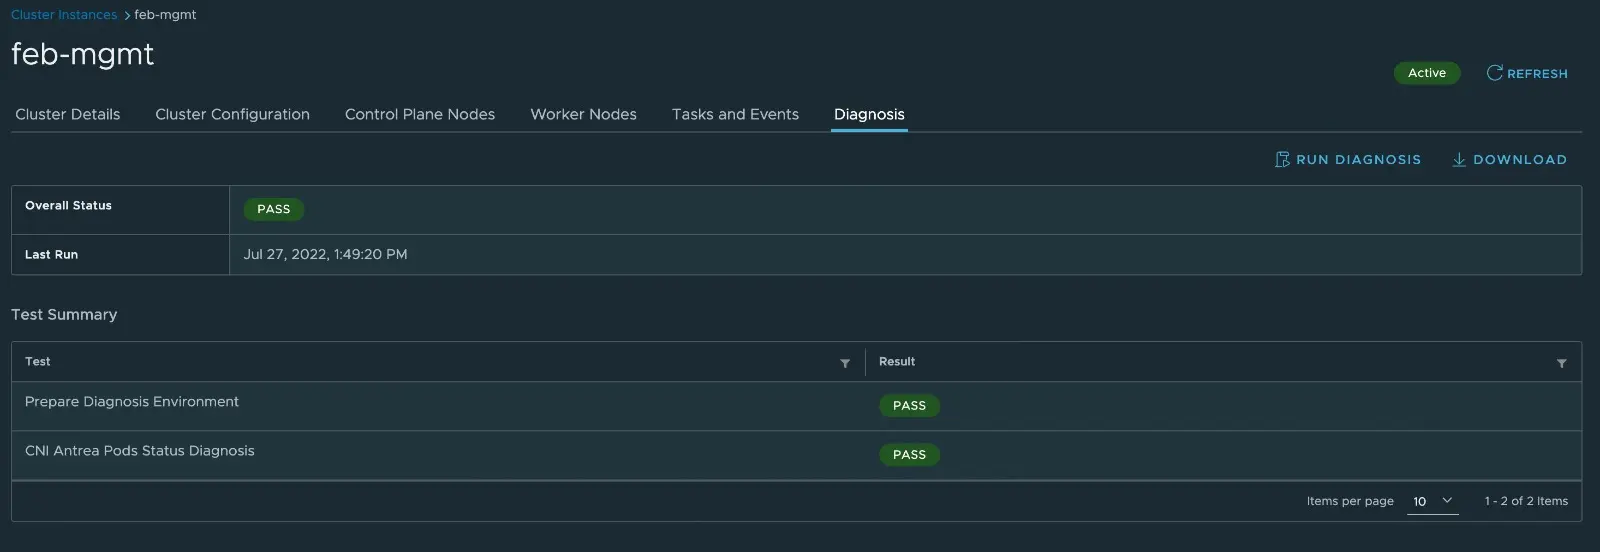 Cluster Instances > feb-mgmt
feb-mgmt
Active REFRESH
Cluster Details Cluster Configuration Control Plane Nodes Worker Nodes Tasks and Events Diagnosis
RUN DIAGNOSIS DOWNLOAD
Overall Status PASS
Last Run Jul 27, 2022, 1:49:20 PM
Test Summary
Test Result
Prepare Diagnosis Environment PASS
CNI Antrea Pods Status Diagnosis PASS
Items per page 10 1 - 2 of 2 Items